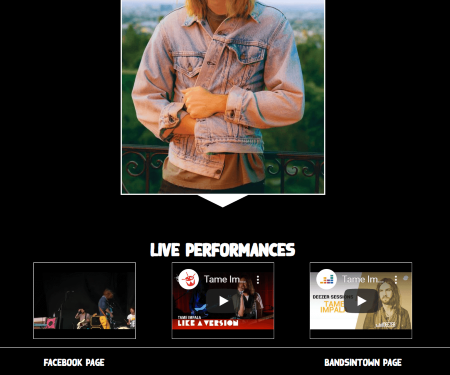 LIVE PERFORMANCES
Tame Im...
TAME IMPALA
LIKE A VERSION
Tame Im...
DEEZER SESSIONS
TAME
IMPALA
FACEBOOK PAGE
BANDSINTOWN PAGE